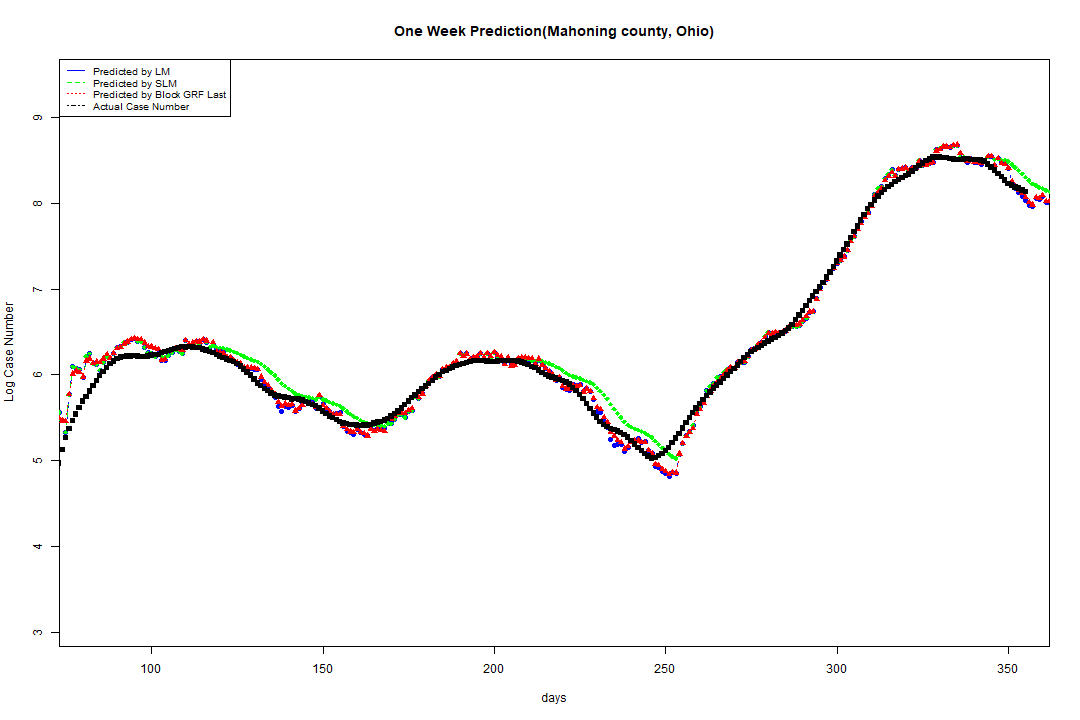 One Week Prediction(Mahoning county, Ohio)
Predicted by LM
Predicted by SLM
Predicted by Block GRF Last
Actual Case Number
9
8
7
6
5
4
3
Log Case Number
100 150 200 250 300 350
days